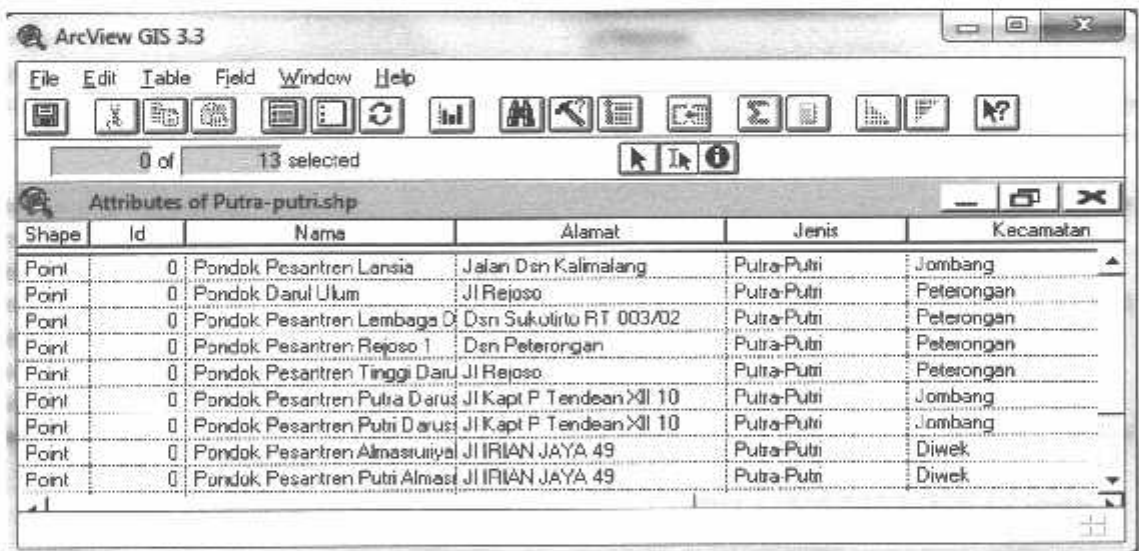 ArcView GIS 3.3
File Edit Table Field Window Help
0 of 13 selected
Attributes of Putra-putri.shp
Shape Id Nama Alamat Jenis Kecamatan
Point 0 Pondok Pesantren Lansia Jalan Dsn Kalimalang Putra-Putri Jombang
Point 0 Pondok Darul Ulum Jl Rejoso Putra-Putri Peterongan
Point 0 Pondok Pesantren Lembaga D Dsn Sukotirto RT 003/02 Putra-Putri Peterongan
Point 0 Pondok Pesantren Rejoso 1 Dsn Peterongan Putra-Putri Peterongan
Point 0 Pondok Pesantren Tinggi Daru Jl Rejoso Putra-Putri Peterongan
Point 0 Pondok Pesantren Putra Darus Jl Kapt P Tendean XII 10 Putra-Putri Jombang
Point 0 Pondok Pesantren Putri Darus Jl Kapt P Tendean XII 10 Putra-Putri Jombang
Point 0 Pondok Pesantren Jl IRIAN JAYA 49 Putra-Putri Diwek
Point 0 Pondok Pesantren Putri Jl IRIAN JAYA 49 Putra-Putri Diwek